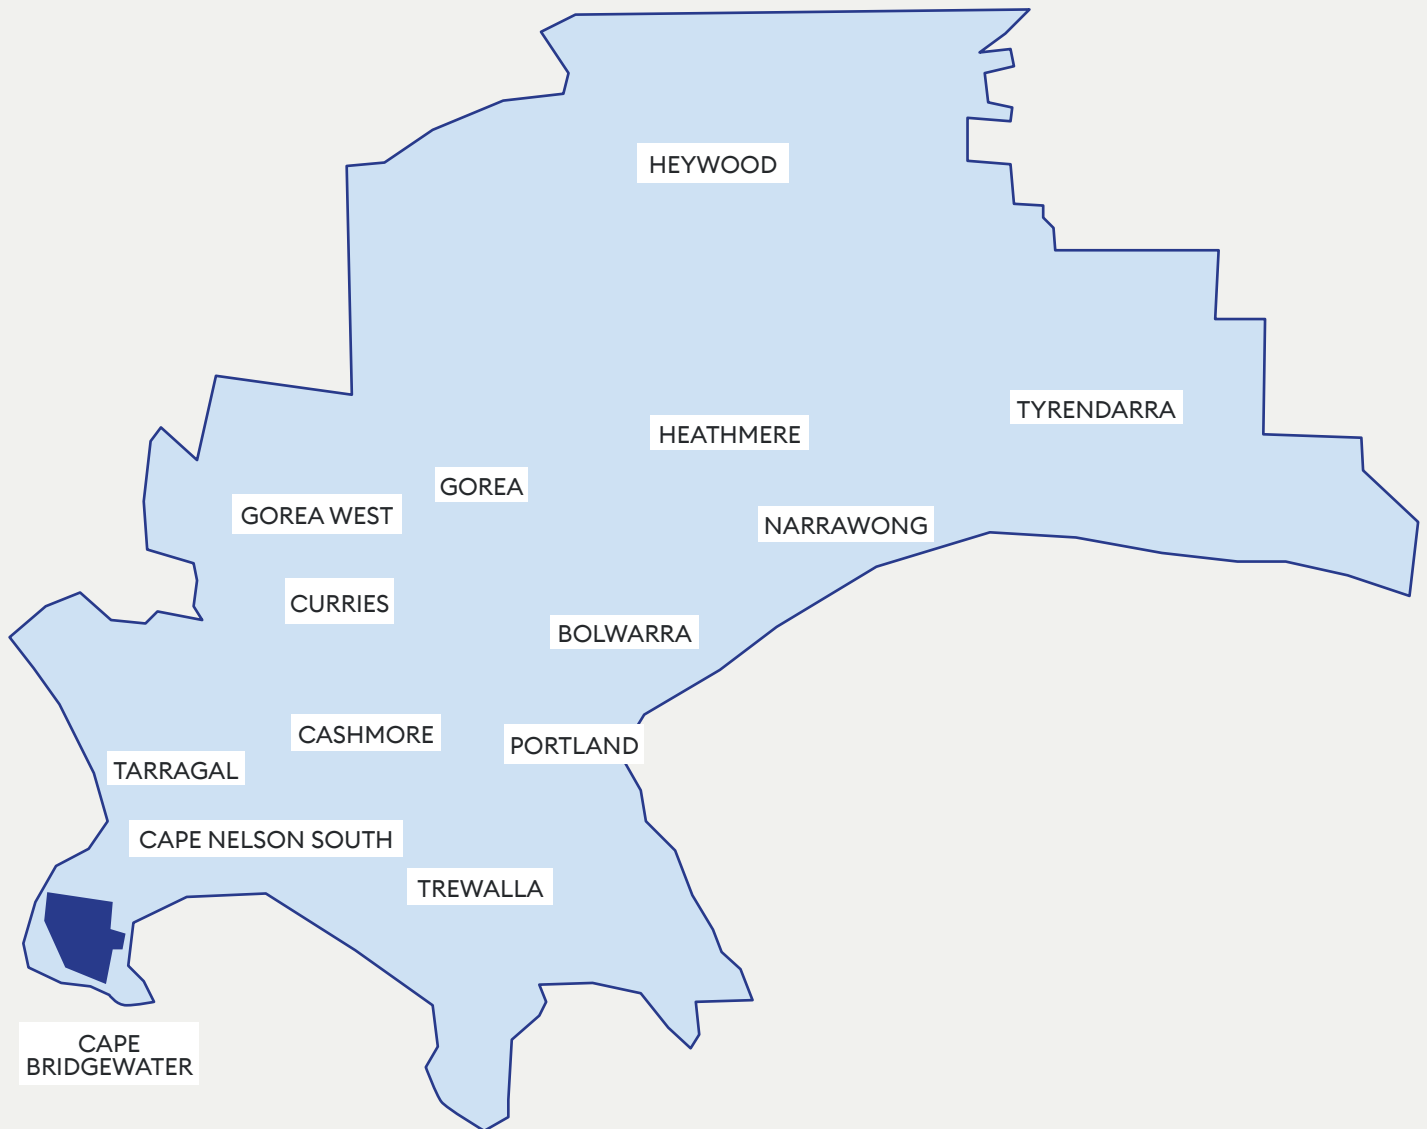 HEYWOOD
TYRENDARRA
HEATHMERE
GOREA
GOREA WEST
NARRAWONG
CURRIES
BOLWARRA
CASHMORE
PORTLAND
TARRAGAL
CAPE NELSON SOUTH
TREWALLA
CAPE
BRIDGEWATER